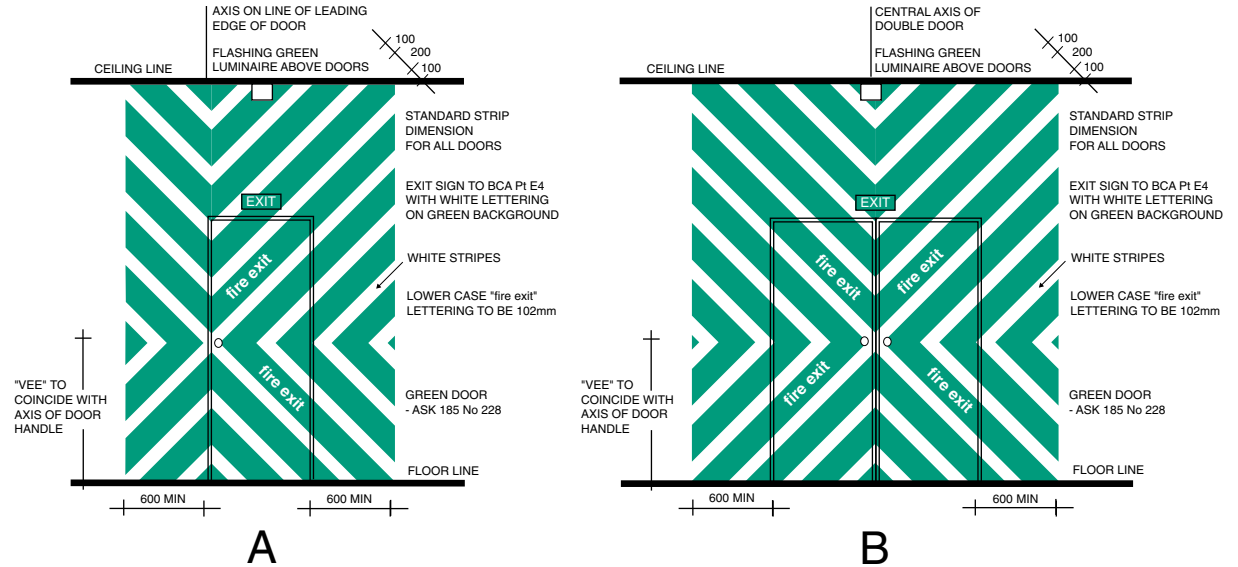 AXIS ON LINE OF LEADING
EDGE OF DOOR
FLASHING GREEN
LUMINAIRE ABOVE DOORS
CEILING LINE
100
200
100
STANDARD STRIP
DIMENSION
FOR ALL DOORS
EXIT
EXIT SIGN TO BCA Pt E4
WITH WHITE LETTERING
ON GREEN BACKGROUND
fire exit
WHITE STRIPES
LOWER CASE "fire exit"
LETTERING TO BE 102mm
"VEE" TO
COINCIDE WITH
AXIS OF DOOR
HANDLE
fire exit
GREEN DOOR
- ASK 185 No 228
FLOOR LINE
600 MIN
600 MIN
A
CENTRAL AXIS OF
DOUBLE DOOR
FLASHING GREEN
LUMINAIRE ABOVE DOORS
CEILING LINE
100
200
100
STANDARD STRIP
DIMENSION
FOR ALL DOORS
EXIT
EXIT SIGN TO BCA Pt E4
WITH WHITE LETTERING
ON GREEN BACKGROUND
fire exit
fire exit
WHITE STRIPES
LOWER CASE "fire exit"
LETTERING TO BE 102mm
"VEE" TO
COINCIDE WITH
AXIS OF DOOR
HANDLE
fire exit
fire exit
GREEN DOOR
- ASK 185 No 228
FLOOR LINE
600 MIN
600 MIN
B